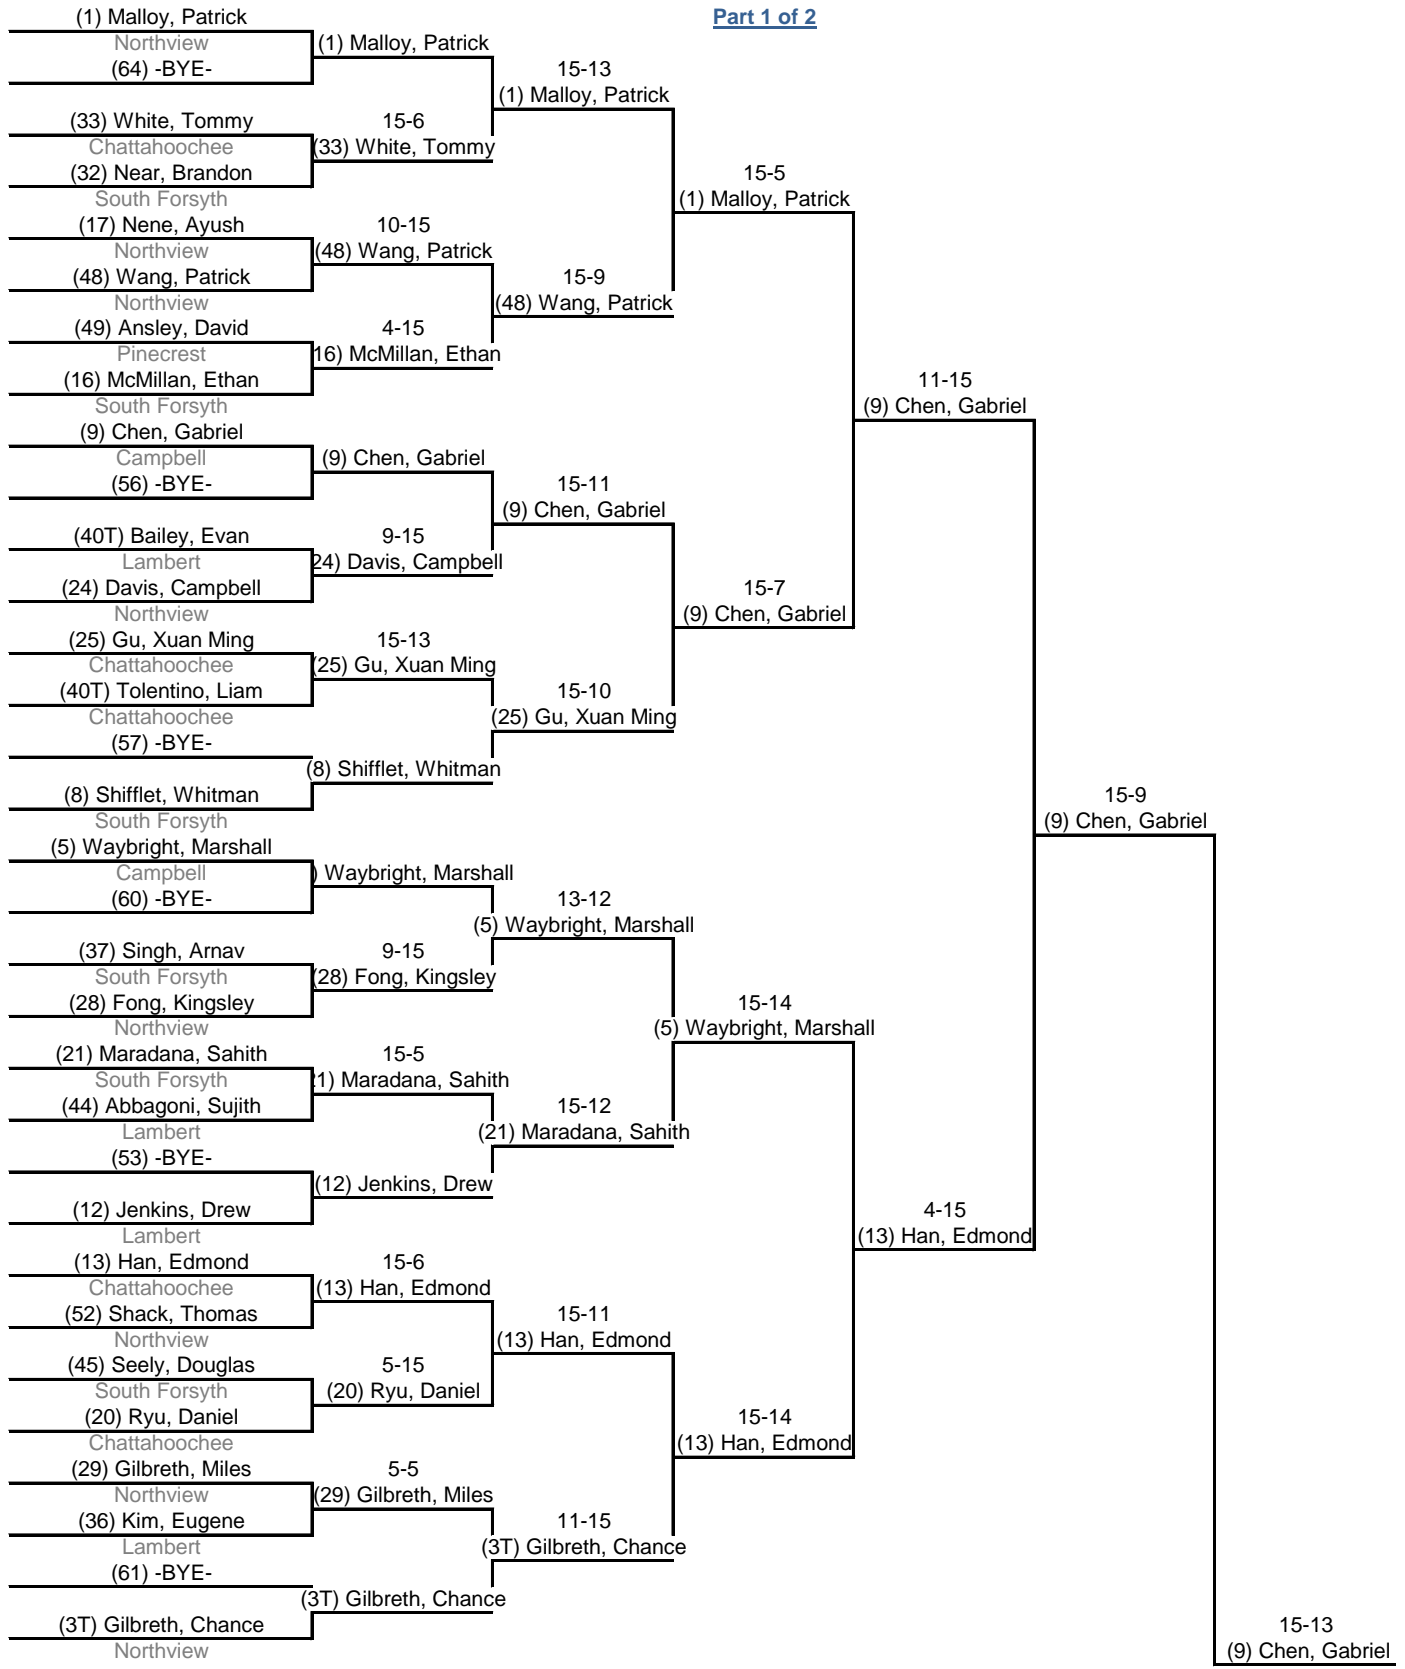 Part 1 of 2
(1) Malloy, Patrick
Northview
(64) -BYE-
(33) White, Tommy
Chattahoochee
(32) Near, Brandon
South Forsyth
(17) Nene, Ayush
Northview
(48) Wang, Patrick
Northview
(49) Ansley, David
Pinecrest
(16) McMillan, Ethan
South Forsyth
(9) Chen, Gabriel
Campbell
(56) -BYE-
(40T) Bailey, Evan
Lambert
(24) Davis, Campbell
Northview
(25) Gu, Xuan Ming
Chattahoochee
(40T) Tolentino, Liam
Chattahoochee
(57) -BYE-
(8) Shifflet, Whitman
South Forsyth
(5) Waybright, Marshall
Campbell
(60) -BYE-
(37) Singh, Arnav
South Forsyth
(28) Fong, Kingsley
Northview
(21) Maradana, Sahith
South Forsyth
(44) Abbagoni, Sujith
Lambert
(53) -BYE-
(12) Jenkins, Drew
Lambert
(13) Han, Edmond
Chattahoochee
(52) Shack, Thomas
Northview
(45) Seely, Douglas
South Forsyth
(20) Ryu, Daniel
Chattahoochee
(29) Gilbreth, Miles
Northview
(36) Kim, Eugene
Lambert
(61) -BYE-
(3T) Gilbreth, Chance
Northview
(1) Malloy, Patrick
15-6
(33) White, Tommy
10-15
(48) Wang, Patrick
4-15
16) McMillan, Ethan
(9) Chen, Gabriel
9-15
24) Davis, Campbell
15-13
(25) Gu, Xuan Ming
(8) Shifflet, Whitman
) Waybright, Marshall
9-15
(28) Fong, Kingsley
15-5
1) Maradana, Sahith
(12) Jenkins, Drew
15-6
(13) Han, Edmond
5-15
(20) Ryu, Daniel
5-5
(29) Gilbreth, Miles
(3T) Gilbreth, Chance
15-13
(1) Malloy, Patrick
15-9
(48) Wang, Patrick
15-11
(9) Chen, Gabriel
15-10
(25) Gu, Xuan Ming
13-12
(5) Waybright, Marshall
15-12
(21) Maradana, Sahith
15-11
(13) Han, Edmond
11-15
(3T) Gilbreth, Chance
15-5
(1) Malloy, Patrick
15-7
(9) Chen, Gabriel
15-14
(5) Waybright, Marshall
15-14
(13) Han, Edmond
11-15
(9) Chen, Gabriel
4-15
(13) Han, Edmond
15-9
(9) Chen, Gabriel
15-13
(9) Chen, Gabriel